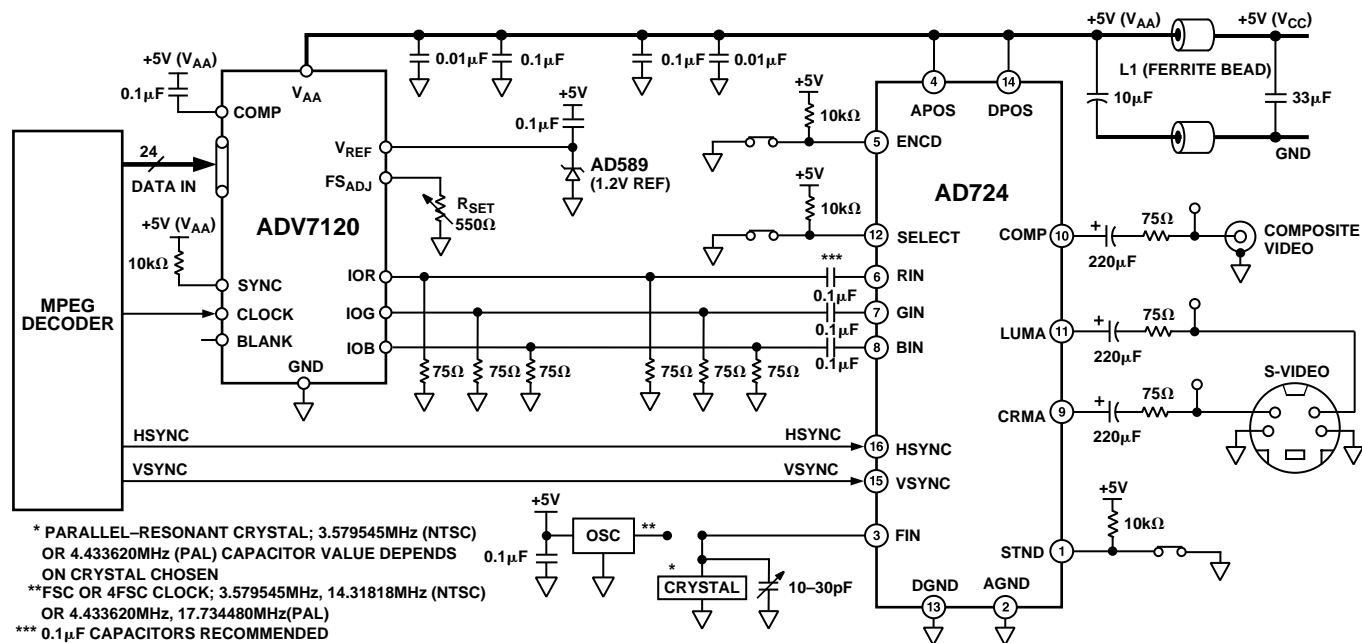 +5V (VAA)
0.1µF
COMP
VAA
0.01µF
0.1µF
0.1µF
0.01µF
+5V (VAA)
+5V (VCC)
L1 (FERRITE BEAD)
10µF
33µF
GND
4
14
APOS
DPOS
+5V
10kΩ
5
ENCD
+5V
0.1µF
VREF
AD589
(1.2V REF)
FSADJ
RSET
550Ω
24
DATA IN
ADV7120
AD724
+5V
10kΩ
12
SELECT
+5V (VAA)
10kΩ
SYNC
CLOCK
BLANK
GND
MPEG
DECODER
IOR
IOG
IOB
75Ω
75Ω
75Ω
75Ω
75Ω
75Ω
***
0.1µF
0.1µF
0.1µF
6
RIN
7
GIN
8
BIN
COMP
10
+
220µF
75Ω
COMPOSITE
VIDEO
LUMA
11
+
220µF
75Ω
S-VIDEO
CRMA
9
+
220µF
75Ω
HSYNC
HSYNC
16
HSYNC
VSYNC
VSYNC
15
VSYNC
+5V
0.1µF
OSC
**
3
FIN
*
CRYSTAL
10–30pF
+5V
10kΩ
STND
1
DGND
13
AGND
2
* PARALLEL–RESONANT CRYSTAL; 3.579545MHz (NTSC)
OR 4.433620MHz (PAL) CAPACITOR VALUE DEPENDS
ON CRYSTAL CHOSEN
**FSC OR 4FSC CLOCK; 3.579545MHz, 14.31818MHz (NTSC)
OR 4.433620MHz, 17.734480MHz(PAL)
*** 0.1µF CAPACITORS RECOMMENDED